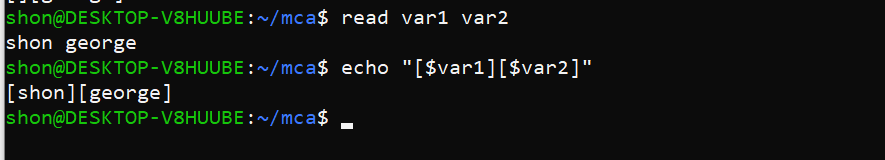 shon@DESKTOP-V8HUUBE:~/mca$ read var1 var2
shon george
shon@DESKTOP-V8HUUBE:~/mca$ echo "[$var1][$var2]"
[shon][george]
shon@DESKTOP-V8HUUBE:~/mca$